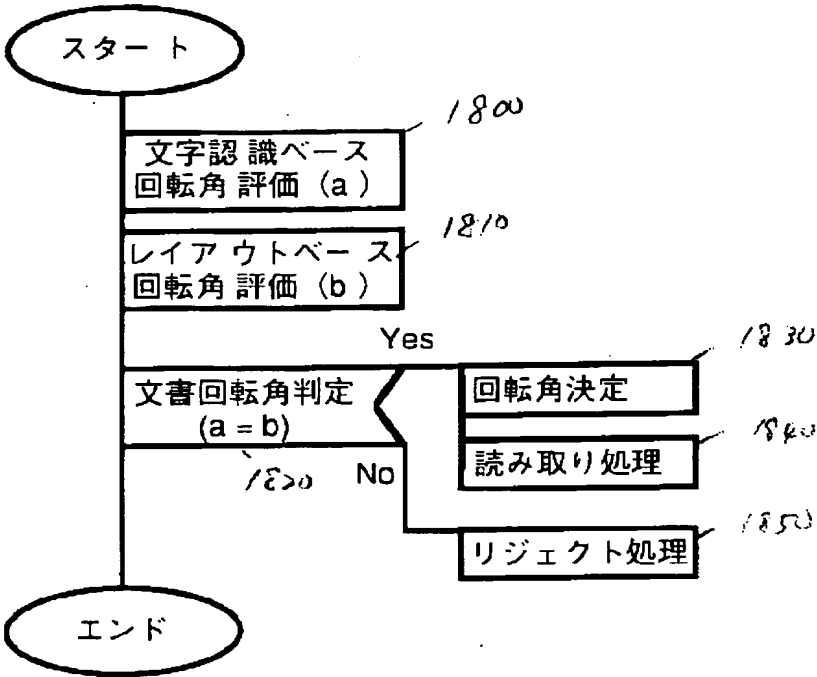 スタート
1800
文字認識ベース
回転角評価 (a)
1810
レイアウトベース
回転角評価 (b)
Yes
1830
文書回転角判定
(a = b)
回転角決定
1840
1820
No
読み取り処理
1850
リジェクト処理
エンド